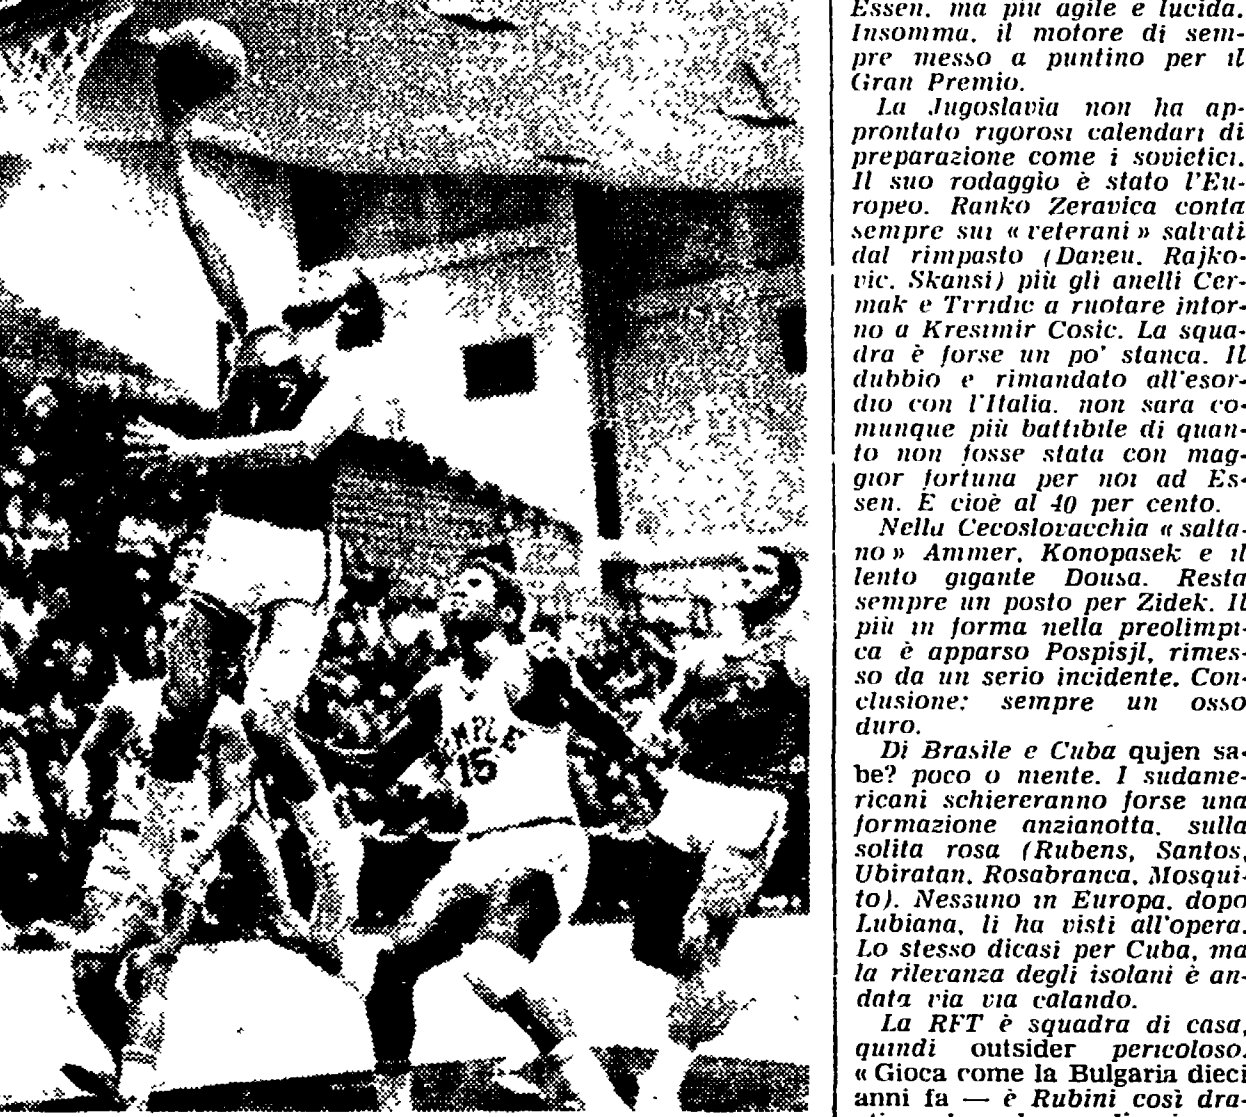 TEMPLE
15
Essen, ma più agile e lucida.
Insomma, il motore di sem-
pre messo a puntino per il
Gran Premio.
La Jugoslavia non ha ap-
prontato rigorosi calendari di
preparazione come i sovietici.
Il suo rodaggio è stato l'Eu-
ropeo. Ranko Zeravica conta
sempre sui « veterani » salvati
dal rimpasto (Daneu, Rajko-
vic, Skansi) più gli anelli Cer-
mak e Tvrdic a ruotare intor-
no a Kresimir Cosic. La squa-
dra è forse un po' stanca. Il
dubbio e rimandato all'esor-
dio con l'Italia, non sara co-
munque più battibile di quan-
to non fosse stata con mag-
gior fortuna per noi ad Es-
sen. E cioè al 40 per cento.
Nella Cecoslovacchia « salta-
no » Ammer, Konopasek e il
lento gigante Dousa. Resta
sempre un posto per Zidek. Il
più in forma nella preolimpi-
ca è apparso Pospisjl, rimes-
so da un serio incidente. Con-
clusione: sempre un osso
duro.
Di Brasile e Cuba qujen sa-
be? poco o niente. I sudame-
ricani schiereranno forse una
formazione anzianotta, sulla
solita rosa (Rubens, Santos,
Ubiratan, Rosabranca, Mosqui-
to). Nessuno in Europa, dopo
Lubiana, li ha visti all'opera.
Lo stesso dicasi per Cuba, ma
la rilevanza degli isolani è an-
data via via calando.
La RFT è squadra di casa,
quindi outsider pericoloso.
« Gioca come la Bulgaria dieci
anni fa — è Rubini così dra-